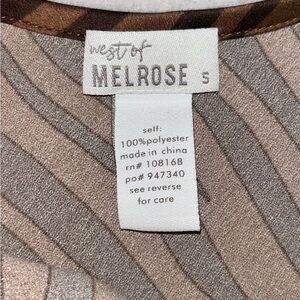 west of
MELROSE S
self:
100%polyester
made in china
rn# 108168
po# 947340
see reverse
for care